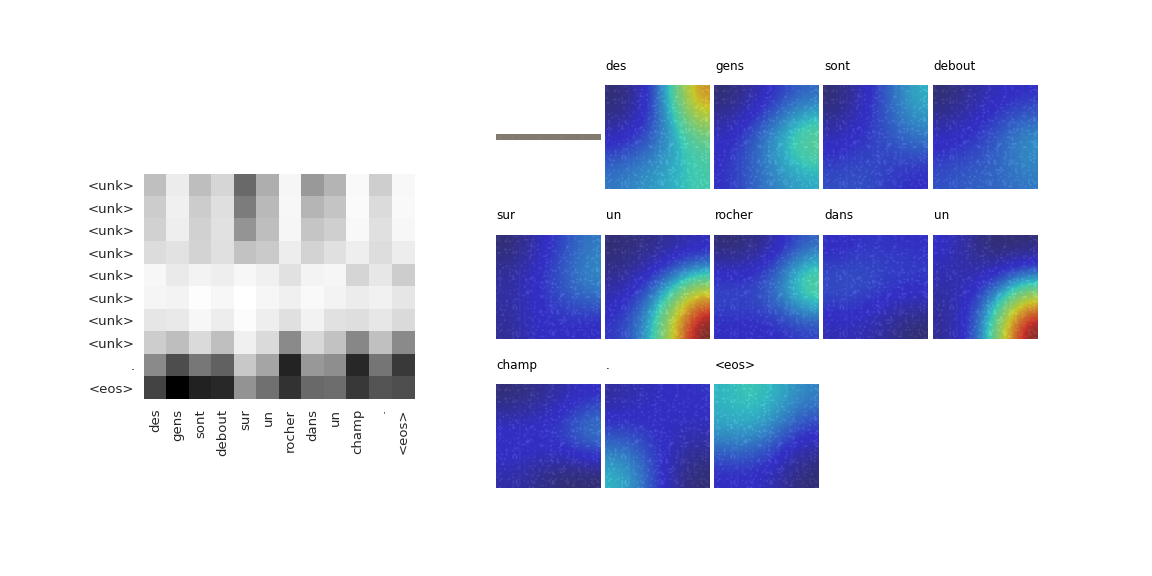 des gens sont debout
<unk>
<unk>
<unk>
<unk>
<unk>
<unk>
<unk>
<unk>
.
<eos>
des gens sont debout sur un rocher dans un champ . <eos>
sur un rocher dans un
champ . <eos>